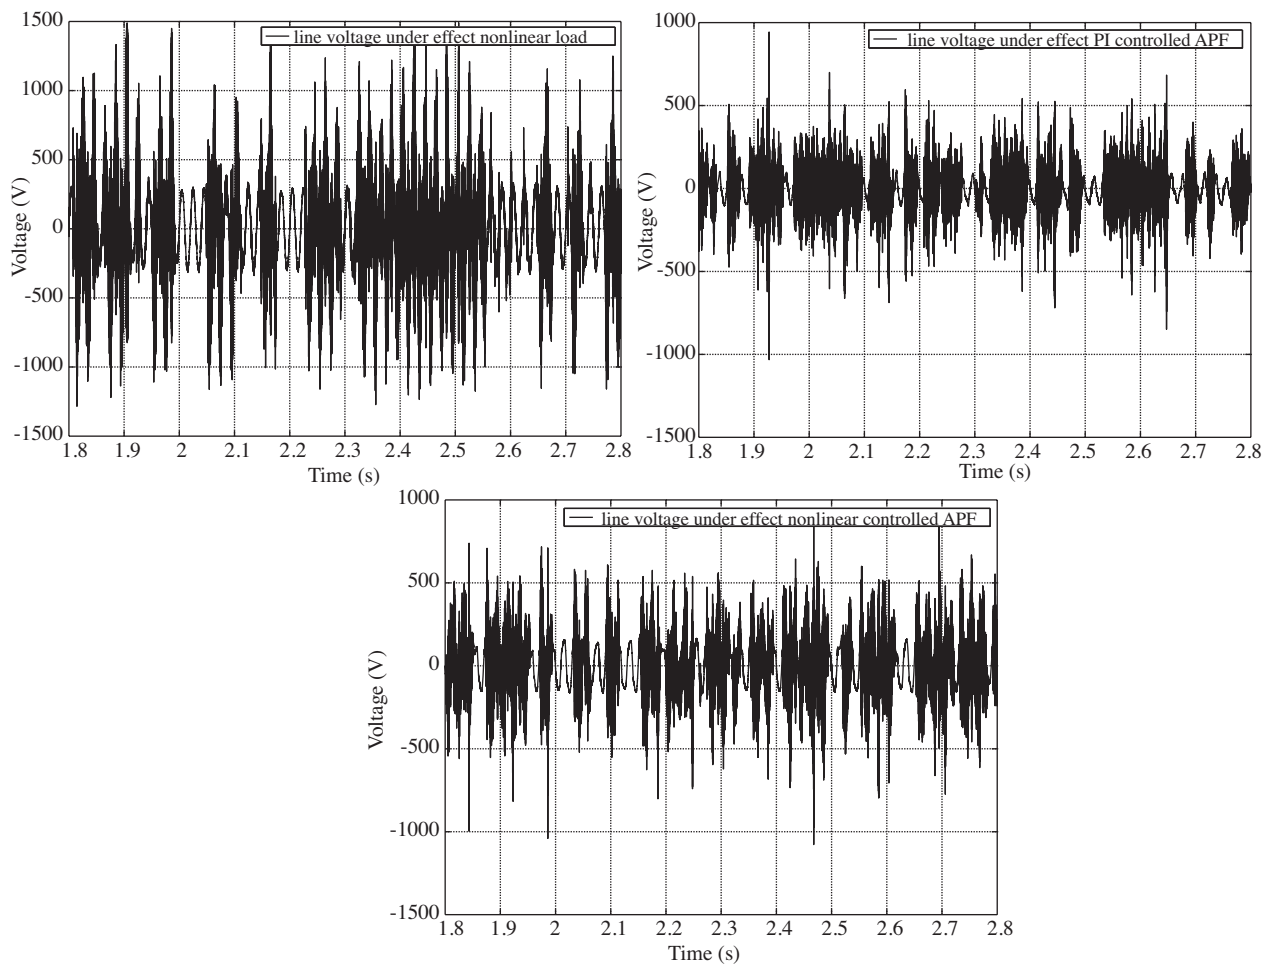 1500
1000
500
0
-500
-1000
-1500
Voltage (V)
line voltage under effect nonlinear load
1.8 1.9 2 2.1 2.2 2.3 2.4 2.5 2.6 2.7 2.8
Time (s)
1000
500
0
-500
-1000
-1500
Voltage (V)
line voltage under effect PI controlled APF
1.8 1.9 2 2.1 2.2 2.3 2.4 2.5 2.6 2.7 2.8
Time (s)
1000
500
0
-500
-1000
-1500
Voltage (V)
line voltage under effect nonlinear controlled APF
1.8 1.9 2 2.1 2.2 2.3 2.4 2.5 2.6 2.7 2.8
Time (s)